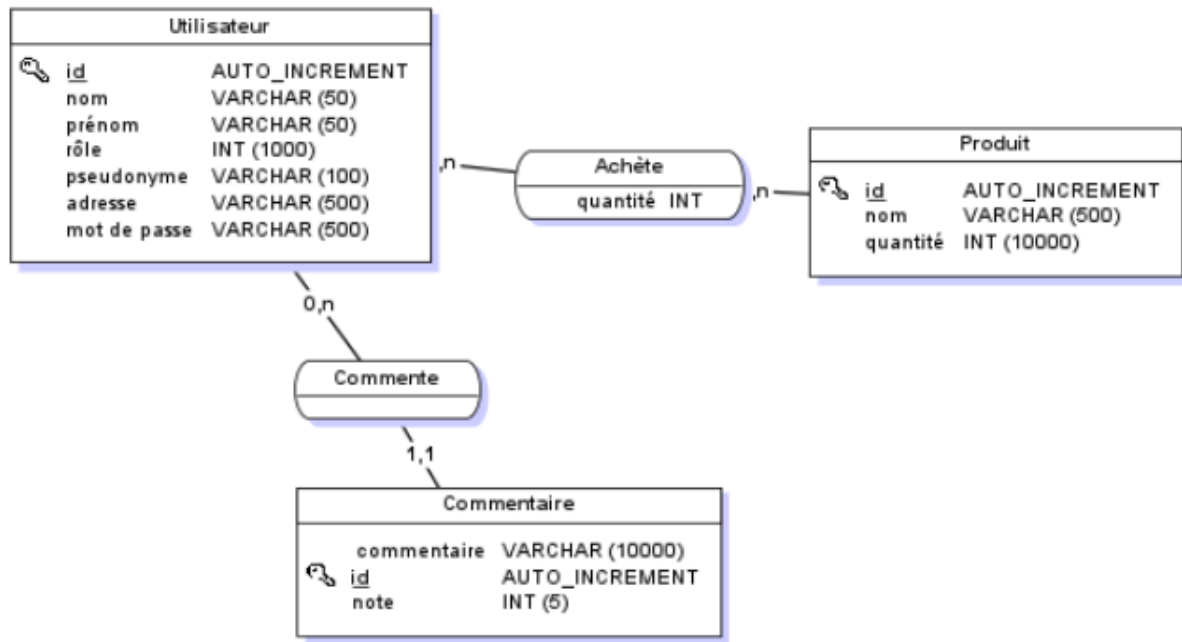 Utilisateur
id AUTO_INCREMENT
nom VARCHAR (50)
prénom VARCHAR (50)
rôle INT (1000)
pseudonyme VARCHAR (100)
adresse VARCHAR (500)
mot de passe VARCHAR (500)
,n
Achète
quantité INT
,n
Produit
id AUTO_INCREMENT
nom VARCHAR (500)
quantité INT (10000)
0,n
Commente
1,1
Commentaire
commentaire VARCHAR (10000)
id AUTO_INCREMENT
note INT (5)